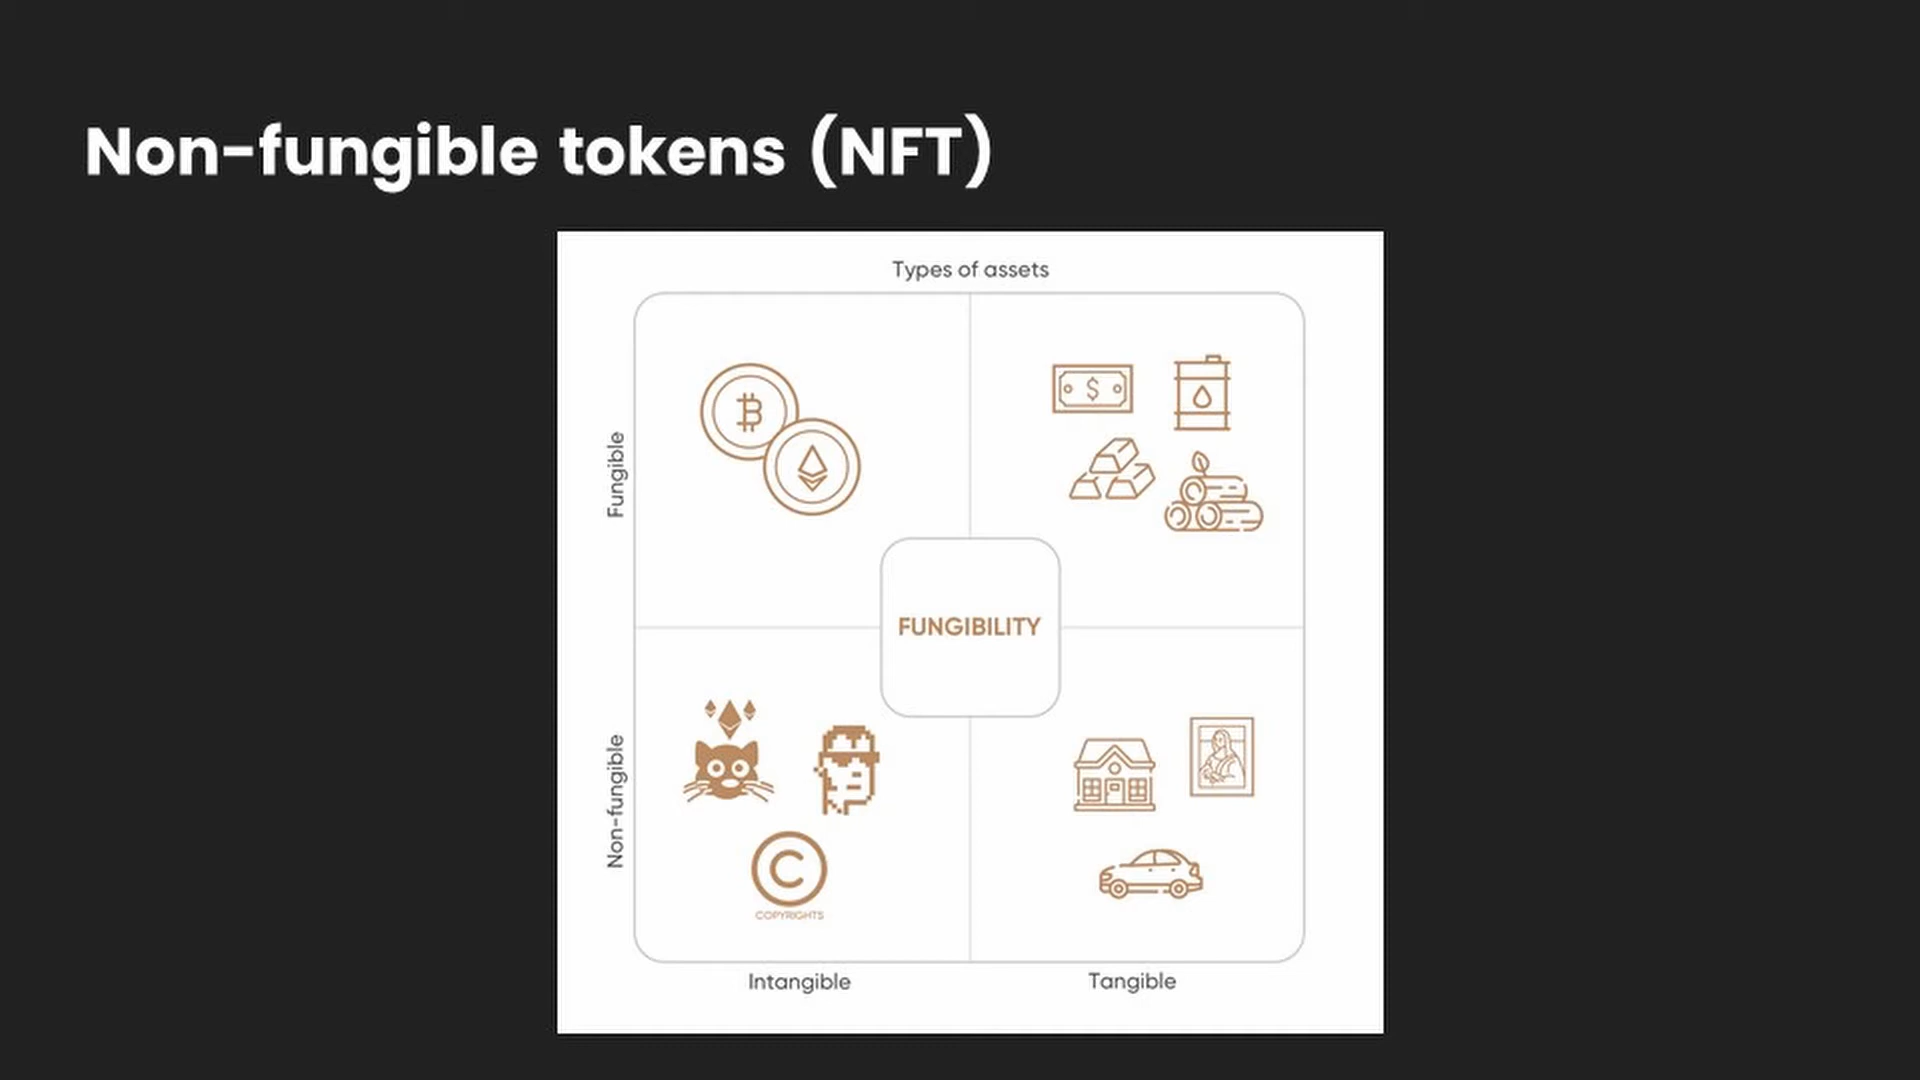 Non-fungible tokens (NFT)
Types of assets
Fungible
$
FUNGIBILITY
Non-fungible
C
COPYRIGHTS
Intangible
Tangible